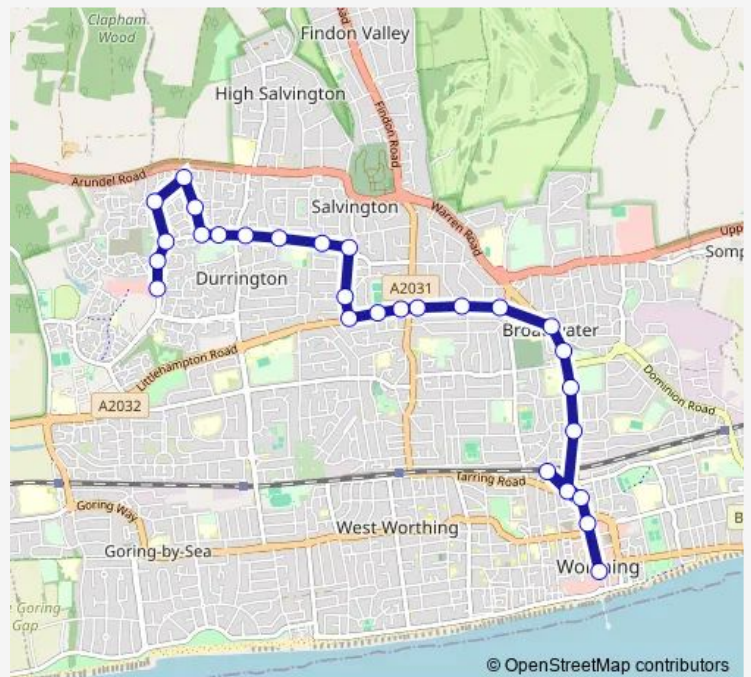 Clapham
Wood
Findon Valley
High Salvington
Findon Road
Arundel Road
Salvington
Warren Road
Upp
Somp
Durrington
A2031
Broadwater
Littlehampton Road
Dominion Road
A2032
Tarring Road
Goring Way
West Worthing
Goring-by-Sea
B
Worthing
Goring
Gap
© OpenStreetMap contributors